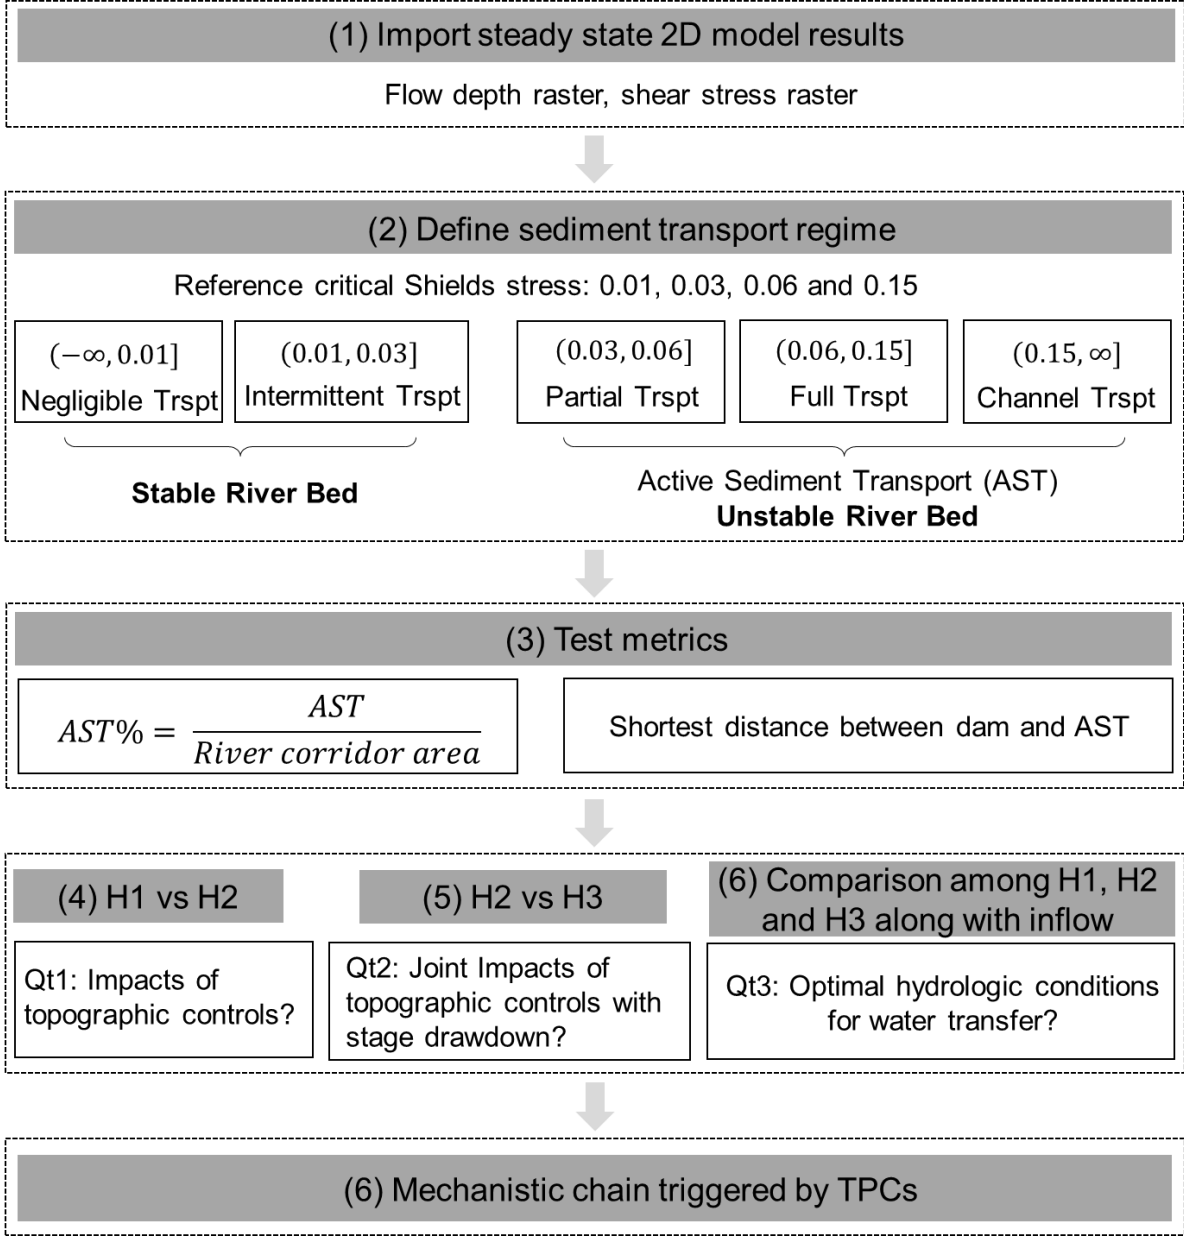 (1) Import steady state 2D model results
Flow depth raster, shear stress raster
(2) Define sediment transport regime
Reference critical Shields stress: 0.01, 0.03, 0.06 and 0.15
(−∞, 0.01]
Negligible Trspt
(0.01, 0.03]
Intermittent Trspt
(0.03, 0.06]
Partial Trspt
(0.06, 0.15]
Full Trspt
(0.15, ∞]
Channel Trspt
Stable River Bed
Active Sediment Transport (AST)
Unstable River Bed
(3) Test metrics
AST% = AST / River corridor area
Shortest distance between dam and AST
(4) H1 vs H2
Qt1: Impacts of
topographic controls?
(5) H2 vs H3
Qt2: Joint Impacts of
topographic controls with
stage drawdown?
(6) Comparison among H1, H2
and H3 along with inflow
Qt3: Optimal hydrologic conditions
for water transfer?
(6) Mechanistic chain triggered by TPCs